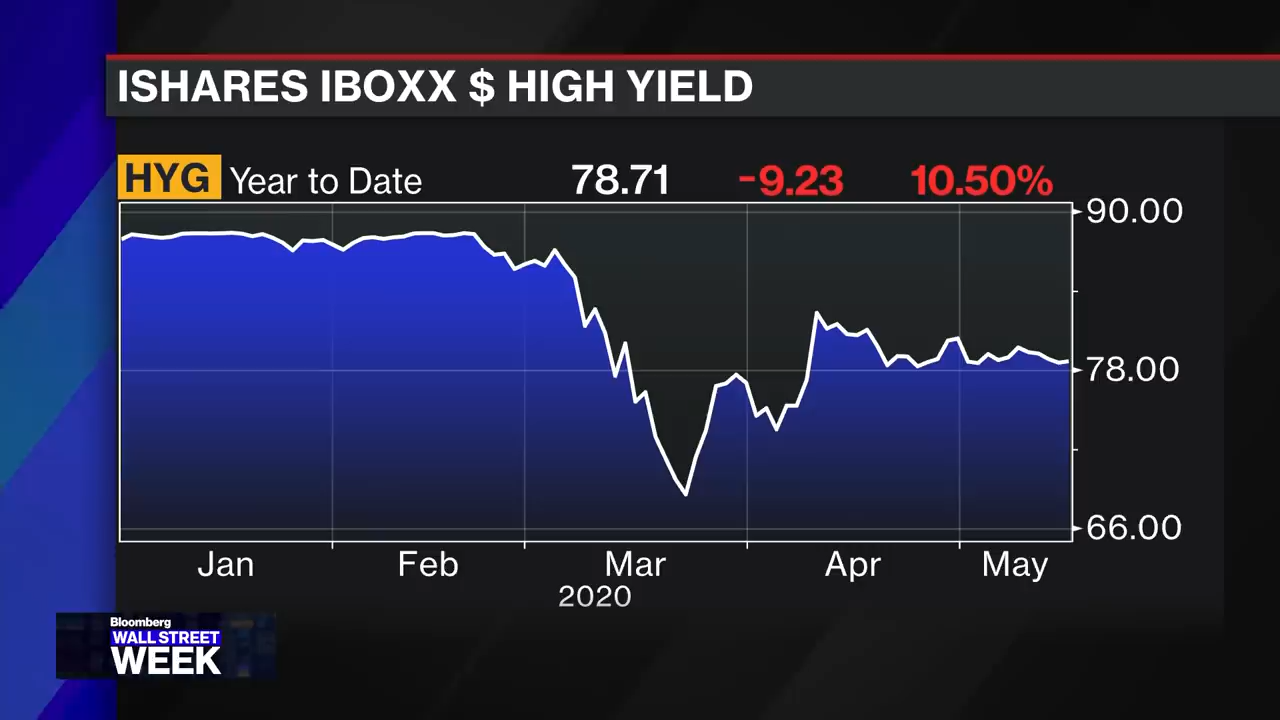 ISHARES IBOXX $ HIGH YIELD
HYG Year to Date 78.71 -9.23 10.50%
90.00
78.00
66.00
Jan Feb Mar Apr May
2020
Bloomberg
WALL STREET
WEEK